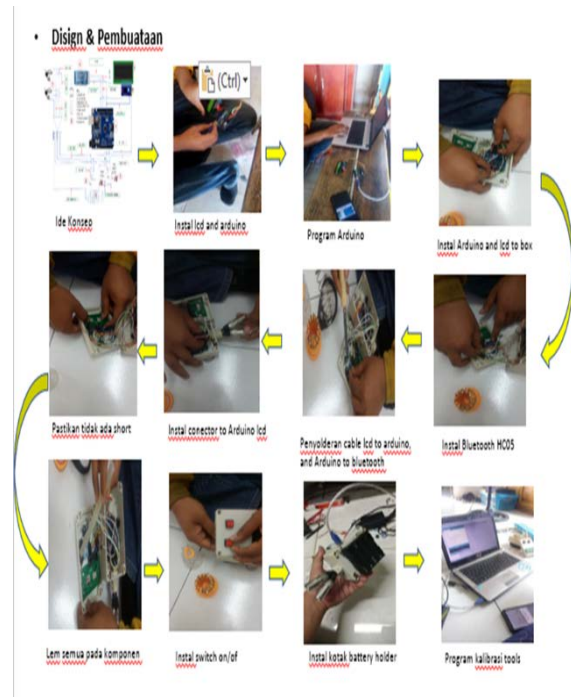 • Disign & Pembuataan
(Ctrl)
Ide Konsep
Instal lcd and arduino
Program Arduino
Instal Arduino and lcd to box
Pastikan tidak ada short
Instal conector to Arduino lcd
Penyolderan cable lcd to arduino,
and Arduino to bluetooth
Instal Bluetooth HC05
Lem semua pada komponen
Instal switch on/of
Instal kotak battery holder
Program kalibrasi tools